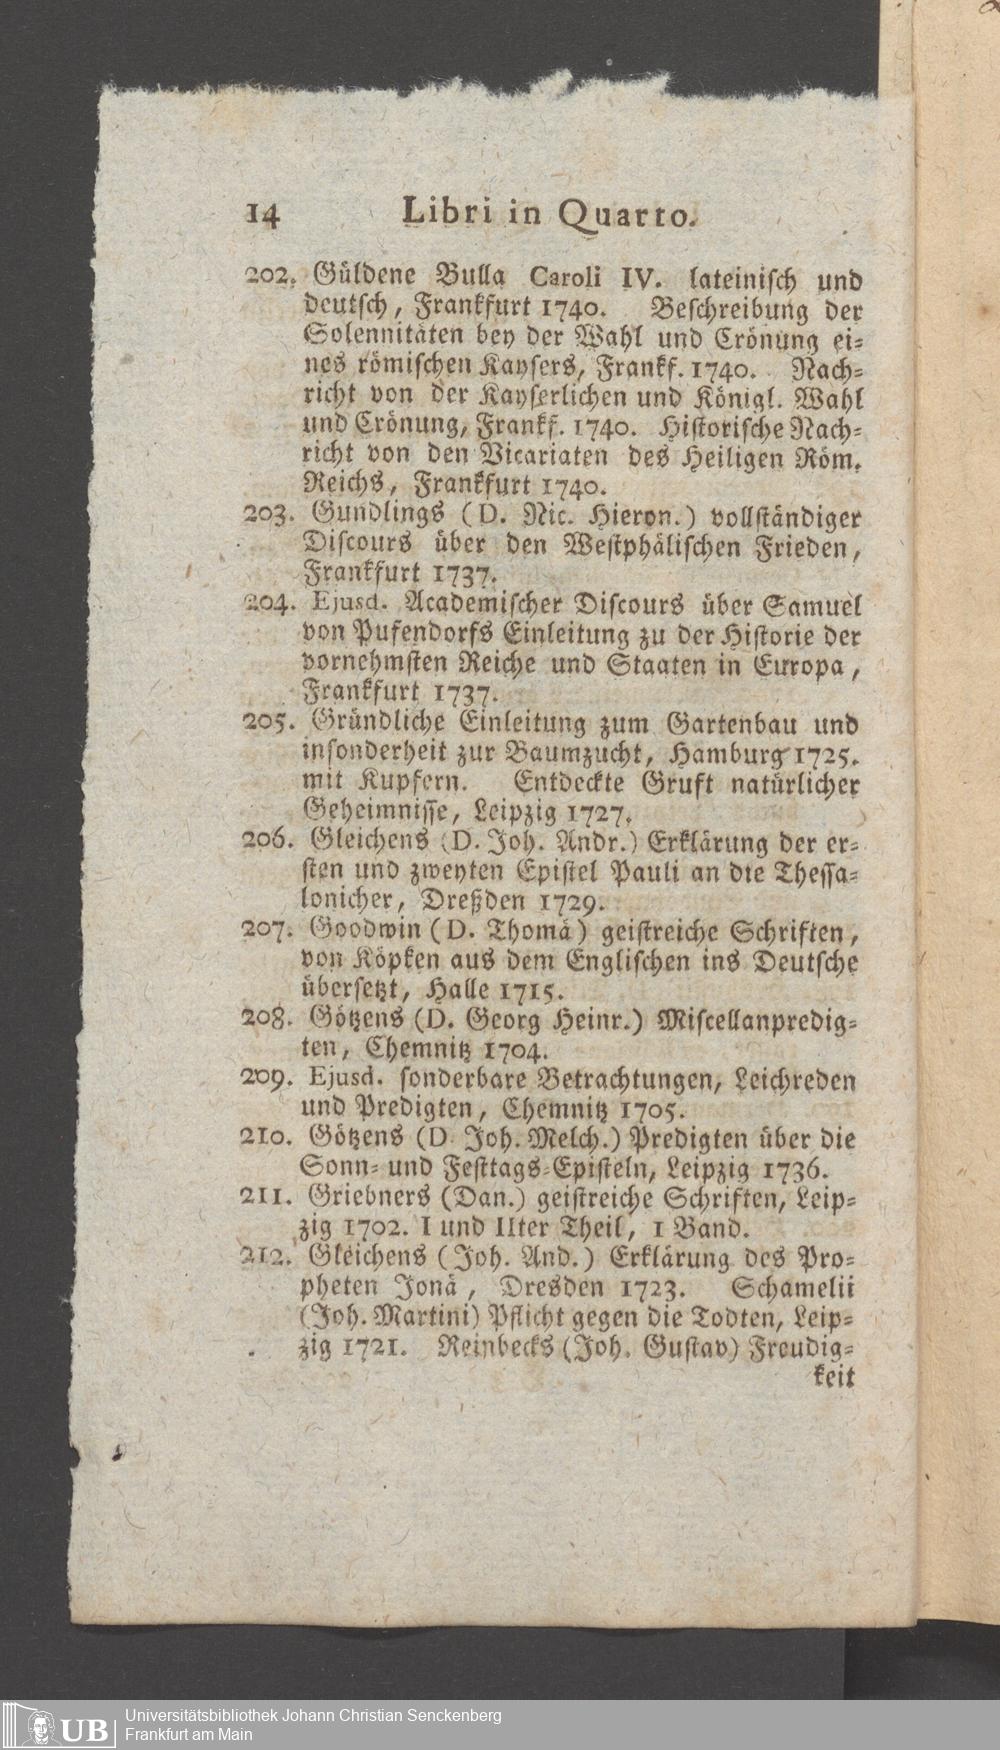 14 Libri in Quarto.
202. Güldene Bulla Caroli IV. lateinisch und
deutsch, Frankfurt 1740. Beschreibung der
Solennitäten bey der Wahl und Crönung ei-
nes römischen Kaysers, Frankf. 1740. Nach-
richt von der Kayserlichen und Königl. Wahl
und Crönung, Frankf. 1740. Historische Nach-
richt von den Vicariaten des Heiligen Röm.
Reichs, Frankfurt 1740.
203. Gundlings (D. Nic. Hieron.) vollständiger
Discours über den Westphälischen Frieden,
Frankfurt 1737.
204. Ejusd. Academischer Discours über Samuel
von Pufendorfs Einleitung zu der Historie der
vornehmsten Reiche und Staaten in Europa,
Frankfurt 1737.
205. Gründliche Einleitung zum Gartenbau und
insonderheit zur Baumzucht, Hamburg 1725.
mit Kupfern. Entdeckte Gruft natürlicher
Geheimnisse, Leipzig 1727.
206. Gleichens (D. Joh. Andr.) Erklärung der er-
sten und zweyten Epistel Pauli an die Thessa-
lonicher, Dreßden 1729.
207. Goodwin (D. Thomä) geistreiche Schriften,
von Köpken aus dem Englischen ins Deutsche
übersetzt, Halle 1715.
208. Götzens (D. Georg Heinr.) Miscellanpredig-
ten, Chemnitz 1704.
209. Ejusd. sonderbare Betrachtungen, Leichreden
und Predigten, Chemnitz 1705.
210. Götzens (D. Joh. Melch.) Predigten über die
Sonn- und Festtags-Episteln, Leipzig 1736.
211. Griebners (Dan.) geistreiche Schriften, Leip-
zig 1702. I und IIter Theil, 1 Band.
212. Gleichens (Joh. And.) Erklärung des Pro-
pheten Jonä, Dresden 1723. Schamelii
(Joh. Martini) Pflicht gegen die Todten, Leip-
zig 1721. Reinbecks (Joh. Gustav) Freudig-
keit
UB Universitätsbibliothek Johann Christian Senckenberg
Frankfurt am Main